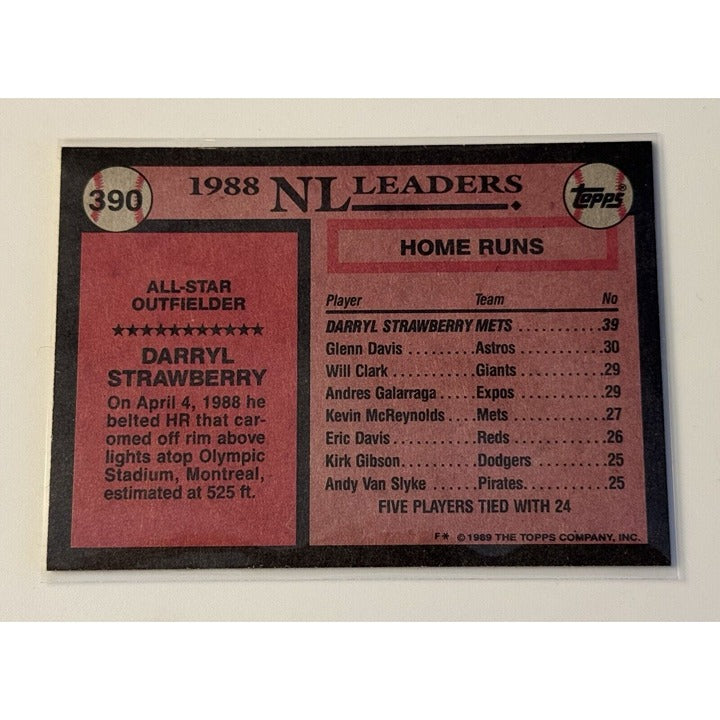 390
1988 NL LEADERS
Topps®
ALL-STAR
OUTFIELDER
★★★★★★★★★★★
DARRYL
STRAWBERRY
On April 4, 1988 he
belted HR that car-
omed off rim above
lights atop Olympic
Stadium, Montreal,
estimated at 525 ft.
HOME RUNS
Player Team No
DARRYL STRAWBERRY METS ..........39
Glenn Davis .........Astros ..........30
Will Clark ............Giants ..........29
Andres Galarraga ...Expos ..........29
Kevin McReynolds ..Mets ............27
Eric Davis ............Reds ............26
Kirk Gibson ..........Dodgers ........25
Andy Van Slyke .....Pirates .........25
FIVE PLAYERS TIED WITH 24
F* ©1989 THE TOPPS COMPANY, INC.